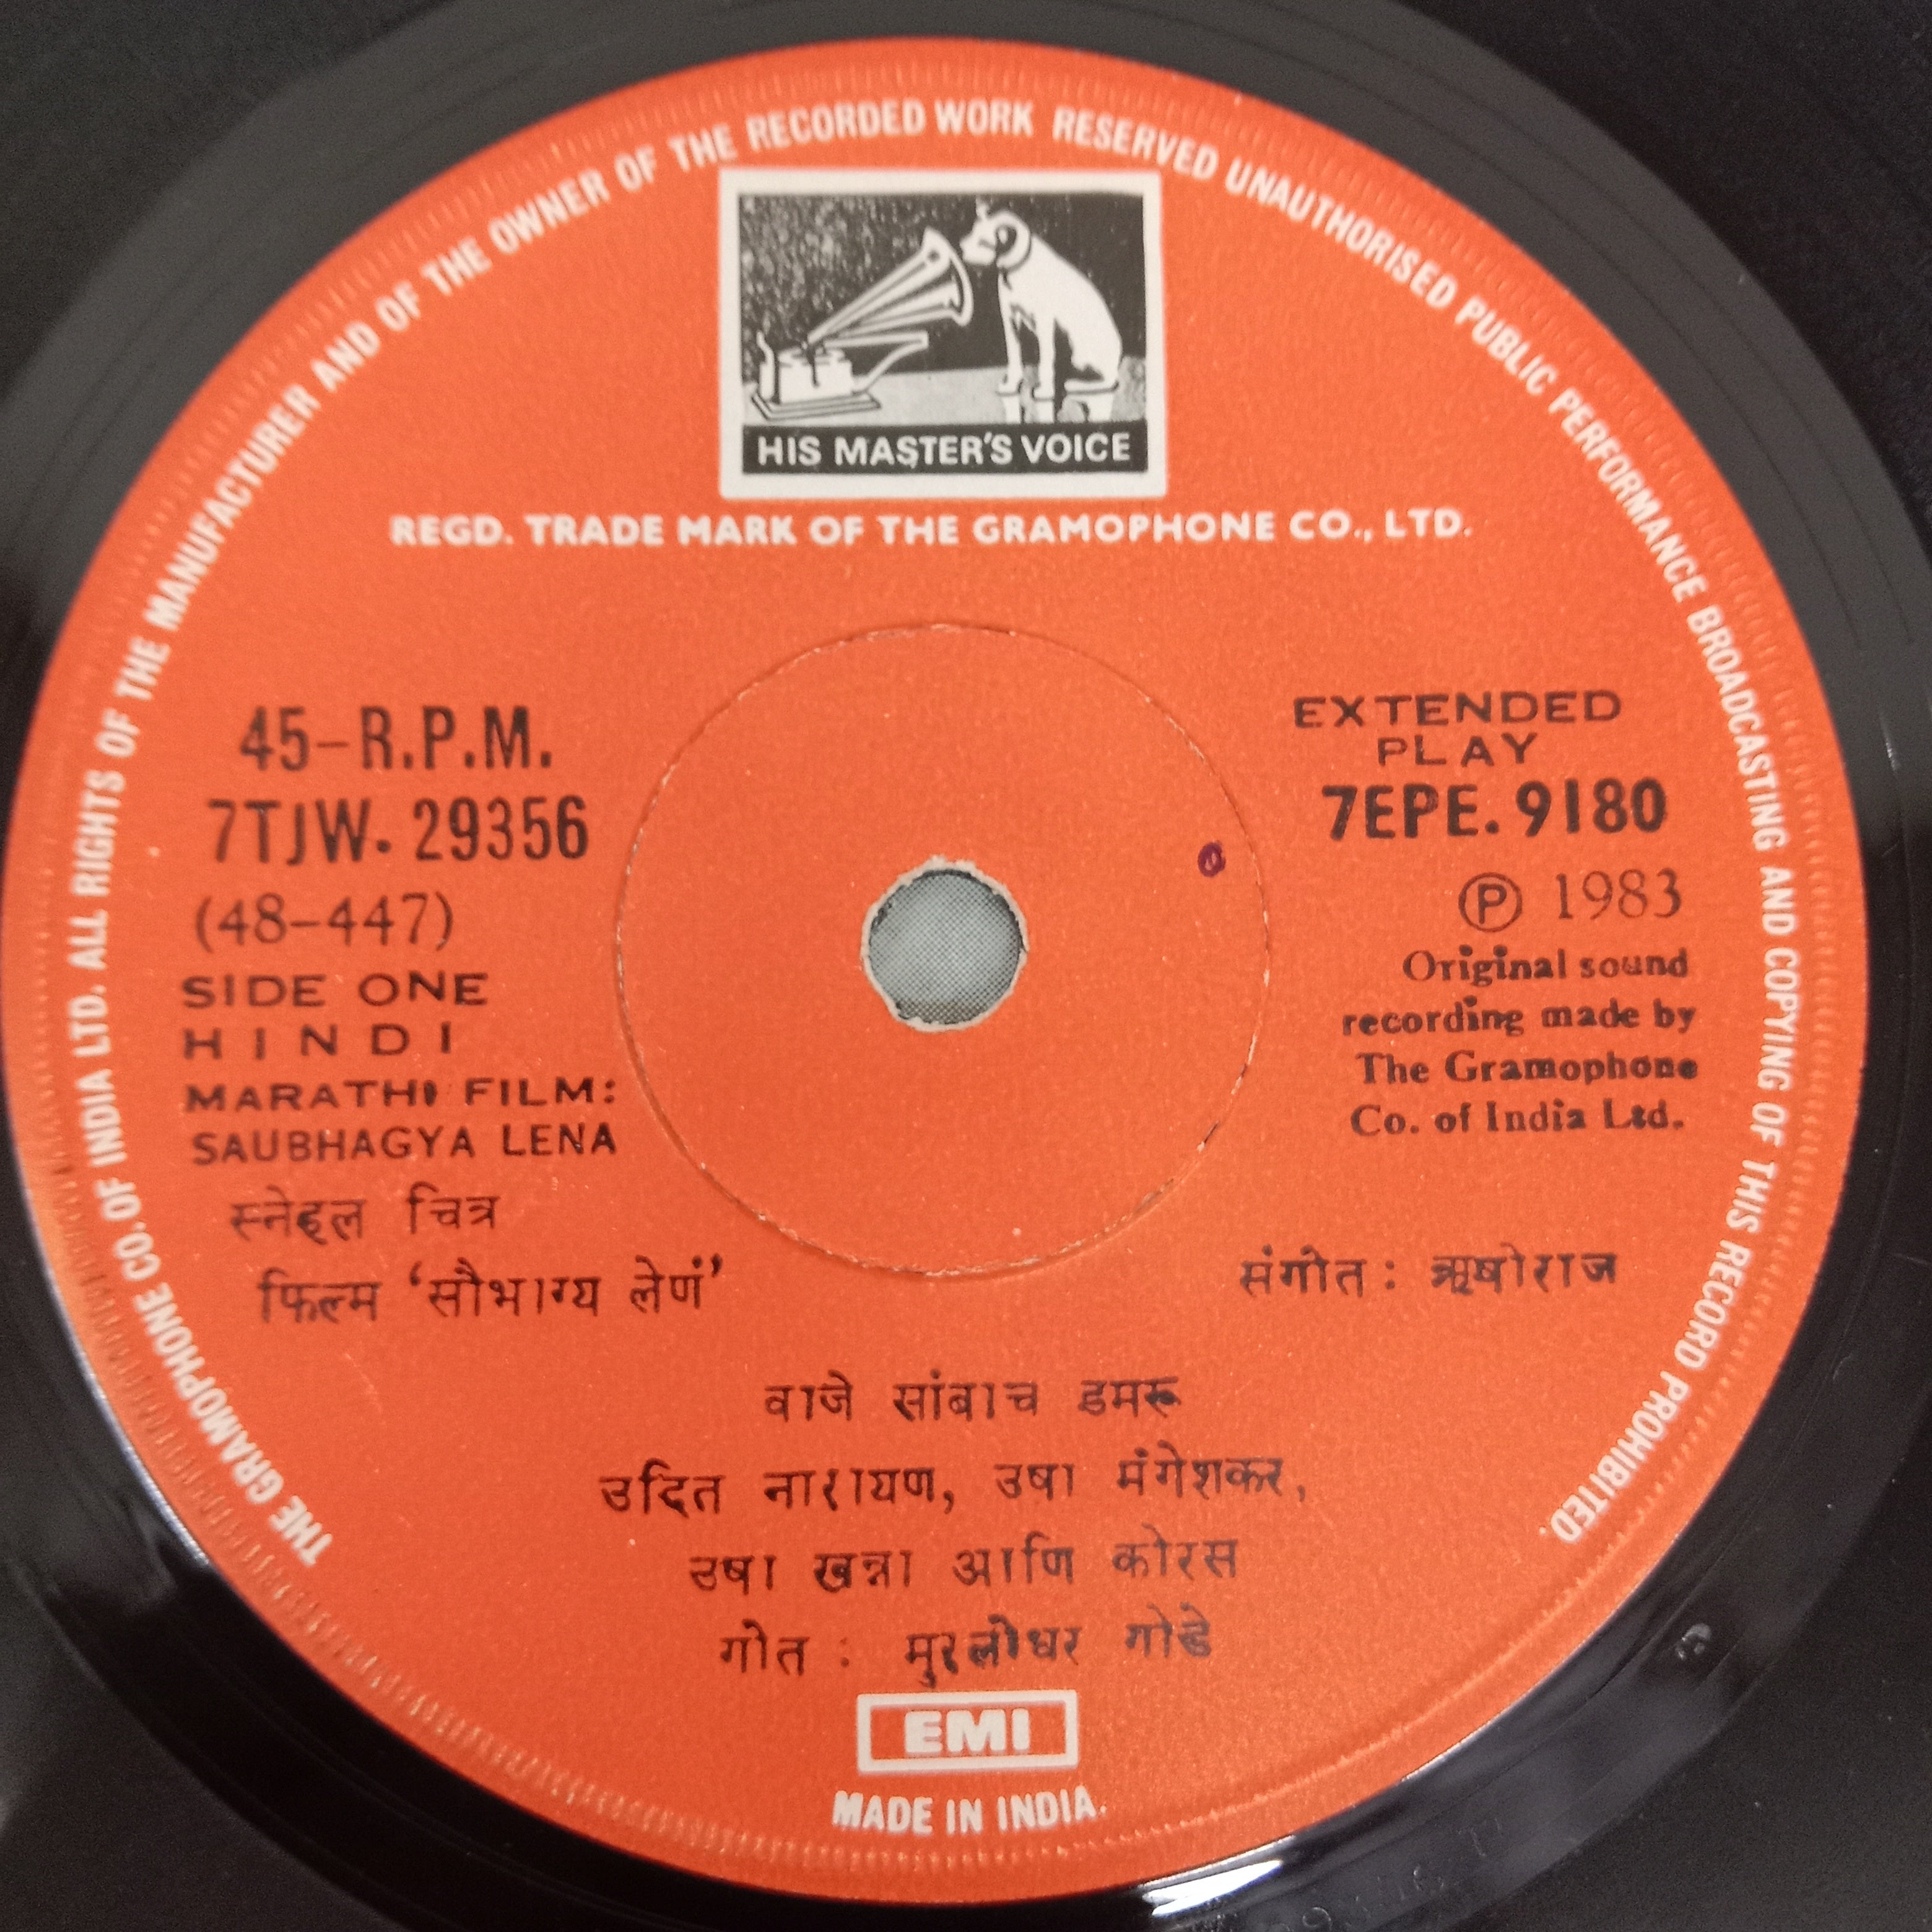 THE GRAMOPHONE CO. OF INDIA LTD. ALL RIGHTS OF THE MANUFACTURER AND OF THE OWNER OF THE RECORDED WORK RESERVED UNAUTHORISED PUBLIC PERFORMANCE BROADCASTING AND COPYING OF THIS RECORD PROHIBITED.
HIS MASTER'S VOICE
REGD. TRADE MARK OF THE GRAMOPHONE CO., LTD.
45-R.P.M.
7TJW. 29356
(48-447)
SIDE ONE
HINDI
MARATHI FILM:
SAUBHAGYA LENA
स्नेहल चित्र
फिल्म ‘सौभाग्य लेणं’
EXTENDED
PLAY
7EPE. 9180
Ⓟ 1983
Original sound
recording made by
The Gramophone
Co. of India Ltd.
संगीत : ऋषीराज
वाजे सांबाच डमरू
उदित नारायण, उषा मंगेशकर,
उषा खन्ना आणि कोरस
गीत : मुरलीधर गोडे
EMI
MADE IN INDIA.